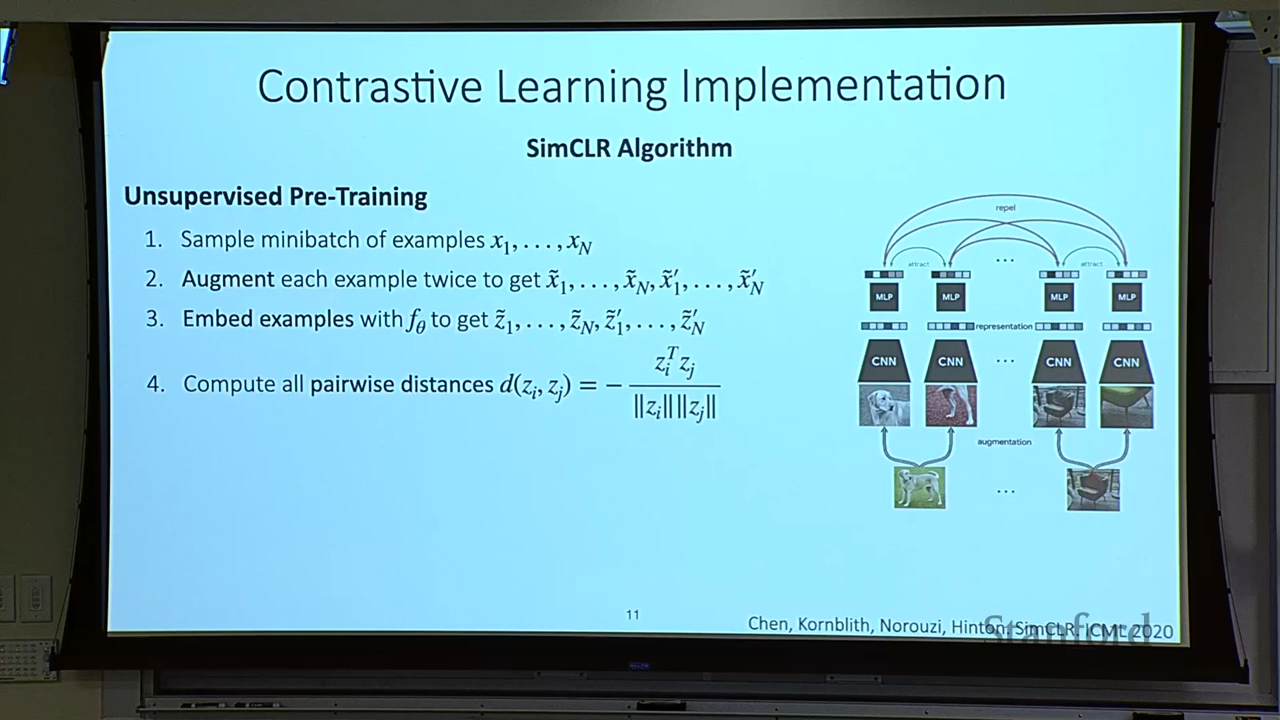 Contrastive Learning Implementation
SimCLR Algorithm
Unsupervised Pre-Training
1. Sample minibatch of examples x₁, . . . , x_N
2. Augment each example twice to get x̃₁, . . . , x̃_N, x̃′₁, . . . , x̃′_N
3. Embed examples with f_θ to get z̃₁, . . . , z̃_N, z̃′₁, . . . , z̃′_N
4. Compute all pairwise distances d(z_i, z_j) = − z_i^T z_j / ‖z_i‖‖z_j‖
repel
attract
. . .
attract
MLP MLP MLP MLP
representation
CNN CNN . . . CNN CNN
augmentation
. . .
11
Chen, Kornblith, Norouzi, Hinton. SimCLR. ICML 2020
Stanford